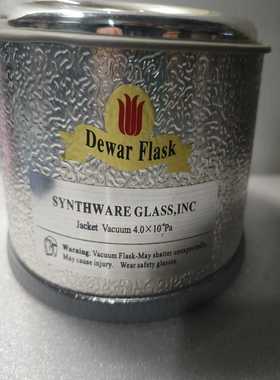 Dewar Flask
SYNTHWARE GLASS,INC
Jacket Vacuum 4.0×10⁻⁴Pa
Warning: Vacuum Flask-May shatter unexpectedly.
May cause injury. Wear safety glasses.